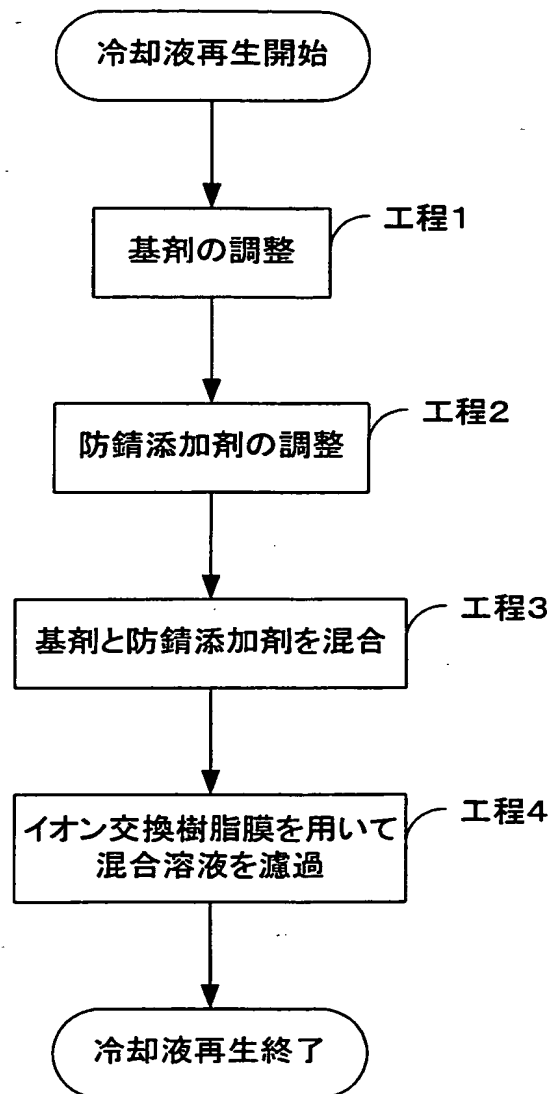 冷却液再生開始
工程1
基剤の調整
工程2
防錆添加剤の調整
工程3
基剤と防錆添加剤を混合
工程4
イオン交換樹脂膜を用いて
混合溶液を濾過
冷却液再生終了